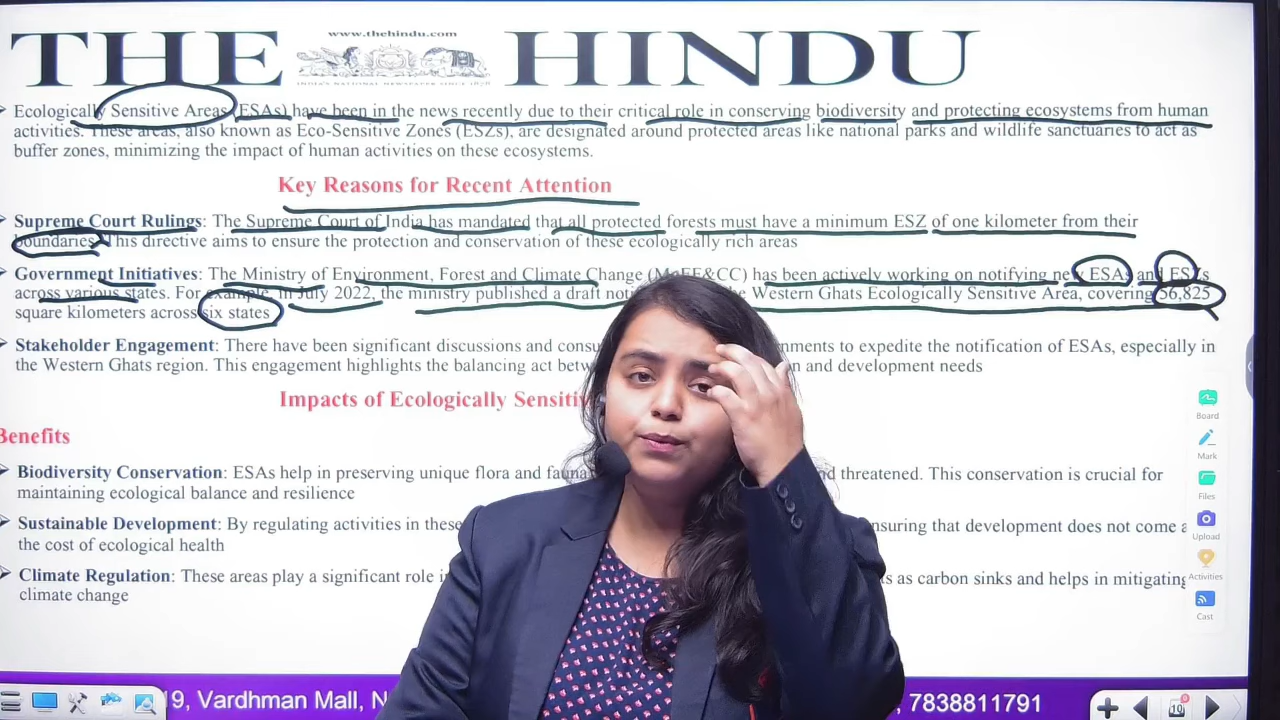 www.thehindu.com
THE HINDU
INDIA'S NATIONAL NEWSPAPER SINCE 1878
Ecologically Sensitive Areas (ESAs) have been in the news recently due to their critical role in conserving biodiversity and protecting ecosystems from human
activities. These areas, also known as Eco-Sensitive Zones (ESZs), are designated around protected areas like national parks and wildlife sanctuaries to act as
buffer zones, minimizing the impact of human activities on these ecosystems.
Key Reasons for Recent Attention
Supreme Court Rulings: The Supreme Court of India has mandated that all protected forests must have a minimum ESZ of one kilometer from their
boundaries. This directive aims to ensure the protection and conservation of these ecologically rich areas
Government Initiatives: The Ministry of Environment, Forest and Climate Change (MoEF&CC) has been actively working on notifying new ESAs and ESZs
across various states. For example, in July 2022, the ministry published a draft Western Ghats Ecologically Sensitive Area, covering 56,825
square kilometers across six states
Stakeholder Engagement: There have been significant discussions and to expedite the notification of ESAs, especially in
the Western Ghats region. This engagement highlights the balancing act and development needs
Impacts of Ecologically
Benefits
Biodiversity Conservation: ESAs help in preserving unique flora and threatened. This conservation is crucial for
maintaining ecological balance and resilience
Sustainable Development: By regulating activities in these ensuring that development does not come a
the cost of ecological health
Climate Regulation: These areas play a significant role as carbon sinks and helps in mitigating
climate change
Board
Mark
Files
Upload
Activities
Cast
19, Vardhman Mall, , 7838811791
10